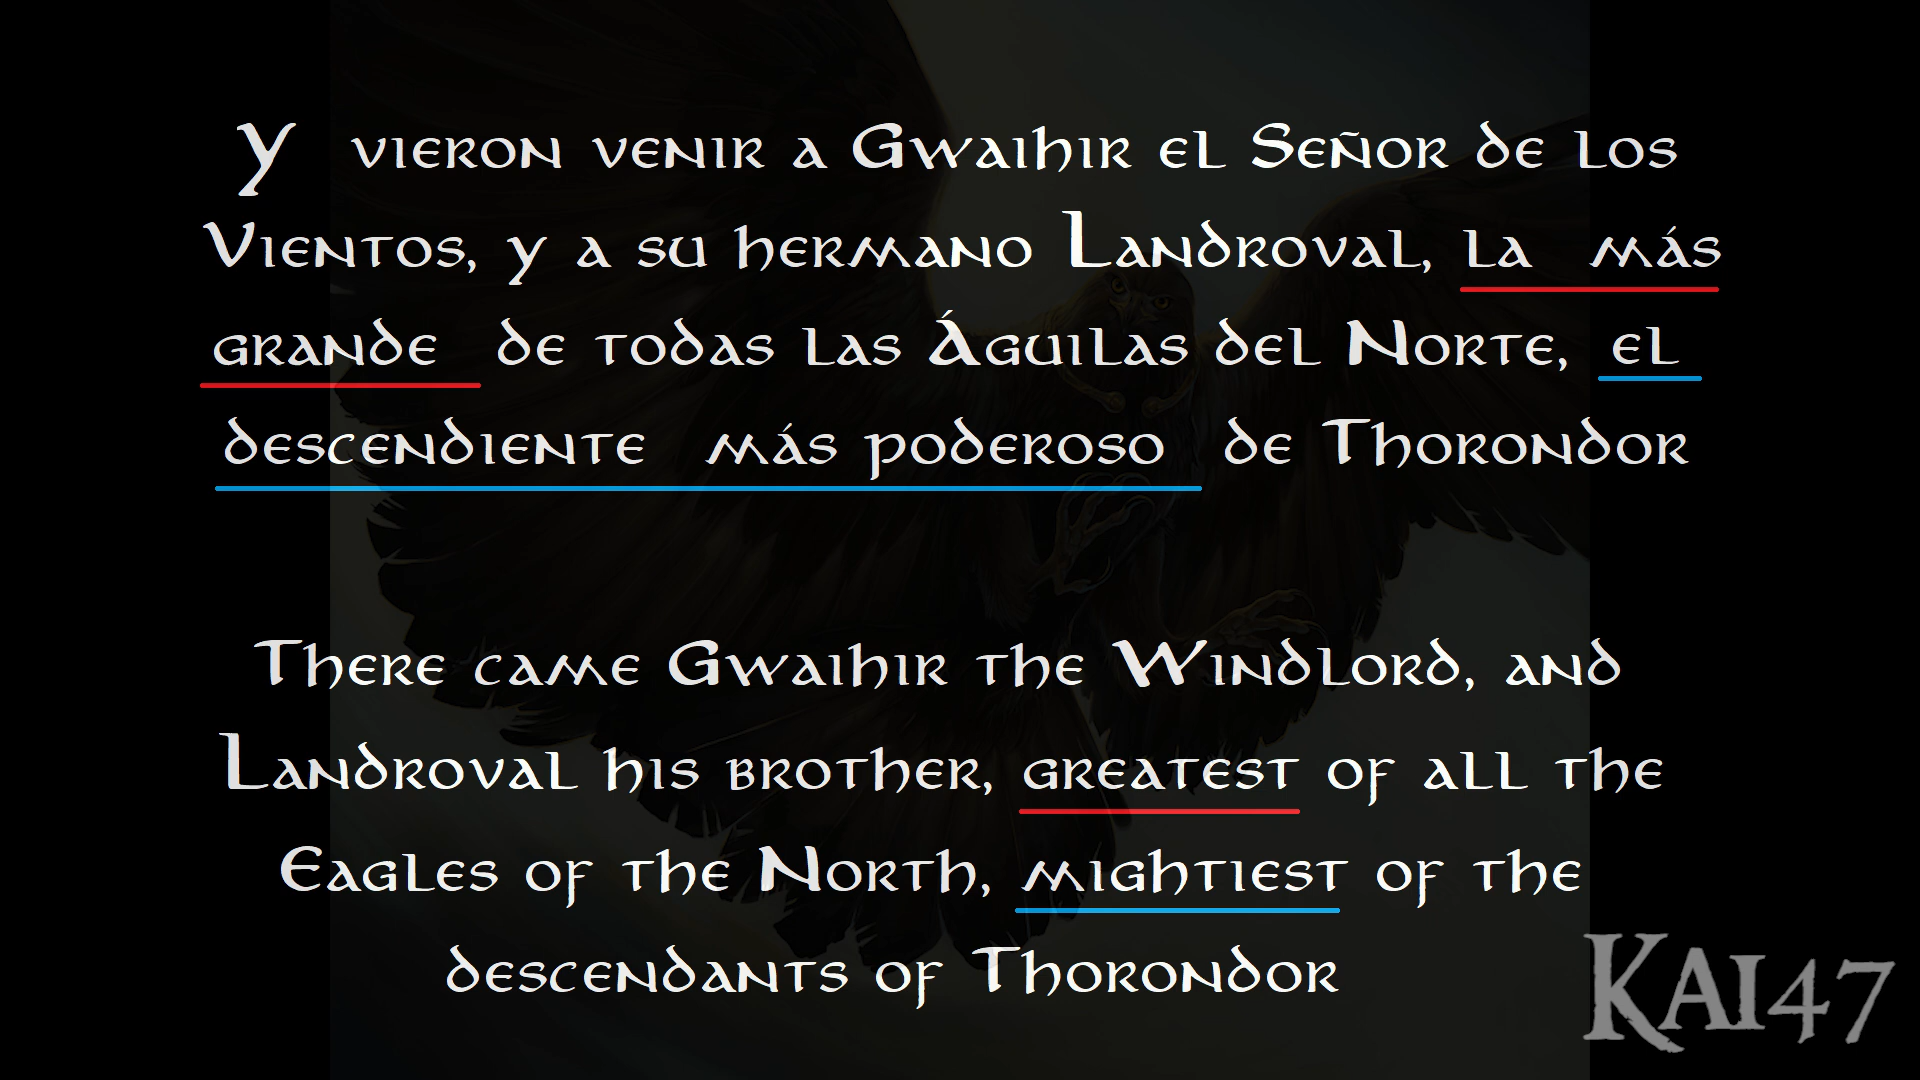 Y vieron venir a Gwaihir el Señor de los
Vientos, y a su hermano Landroval, la más
grande de todas las Águilas del Norte, el
descendiente más poderoso de Thorondor
There came Gwaihir the Windlord, and
Landroval his brother, greatest of all the
Eagles of the North, mightiest of the
descendants of Thorondor
KAI47